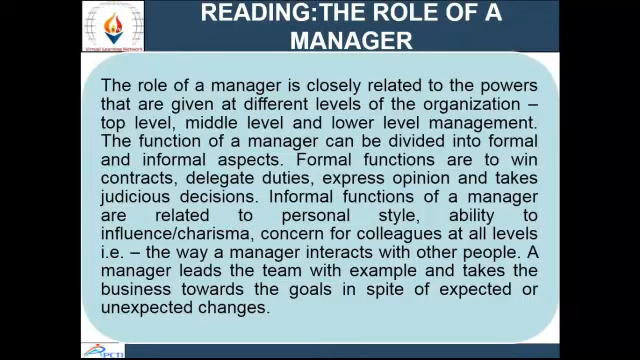 READING:THE ROLE OF A
MANAGER
Virtual Learning Network
The role of a manager is closely related to the powers
that are given at different levels of the organization –
top level, middle level and lower level management.
The function of a manager can be divided into formal
and informal aspects. Formal functions are to win
contracts, delegate duties, express opinion and takes
judicious decisions. Informal functions of a manager
are related to personal style, ability to
influence/charisma, concern for colleagues at all levels
i.e. – the way a manager interacts with other people. A
manager leads the team with example and takes the
business towards the goals in spite of expected or
unexpected changes.
PCTI